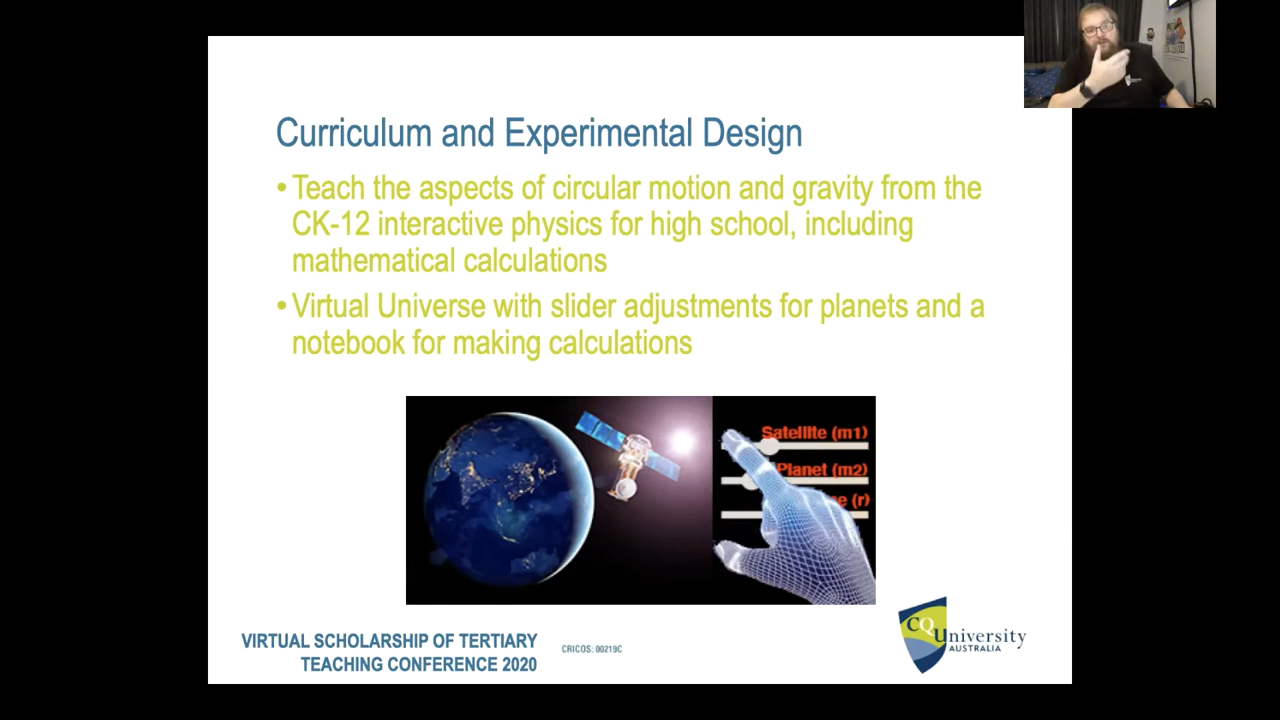 Curriculum and Experimental Design
• Teach the aspects of circular motion and gravity from the
CK-12 interactive physics for high school, including
mathematical calculations
• Virtual Universe with slider adjustments for planets and a
notebook for making calculations
Satellite (m1)
Planet (m2)
(r)
VIRTUAL SCHOLARSHIP OF TERTIARY
TEACHING CONFERENCE 2020
CRICOS: 00219C
CQUniversity
AUSTRALIA